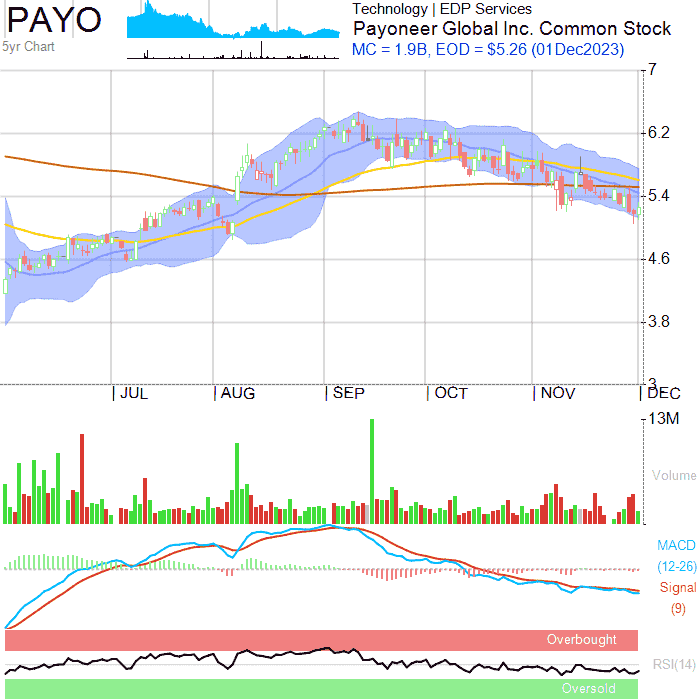 PAYO
5yr Chart
Technology | EDP Services
Payoneer Global Inc. Common Stock
MC = 1.9B, EOD = $5.26 (01Dec2023)
7
6.2
5.4
4.6
3.8
3
JUL
AUG
SEP
OCT
NOV
DEC
13M
Volume
MACD
(12-26)
Signal
(9)
Overbought
RSI(14)
Oversold